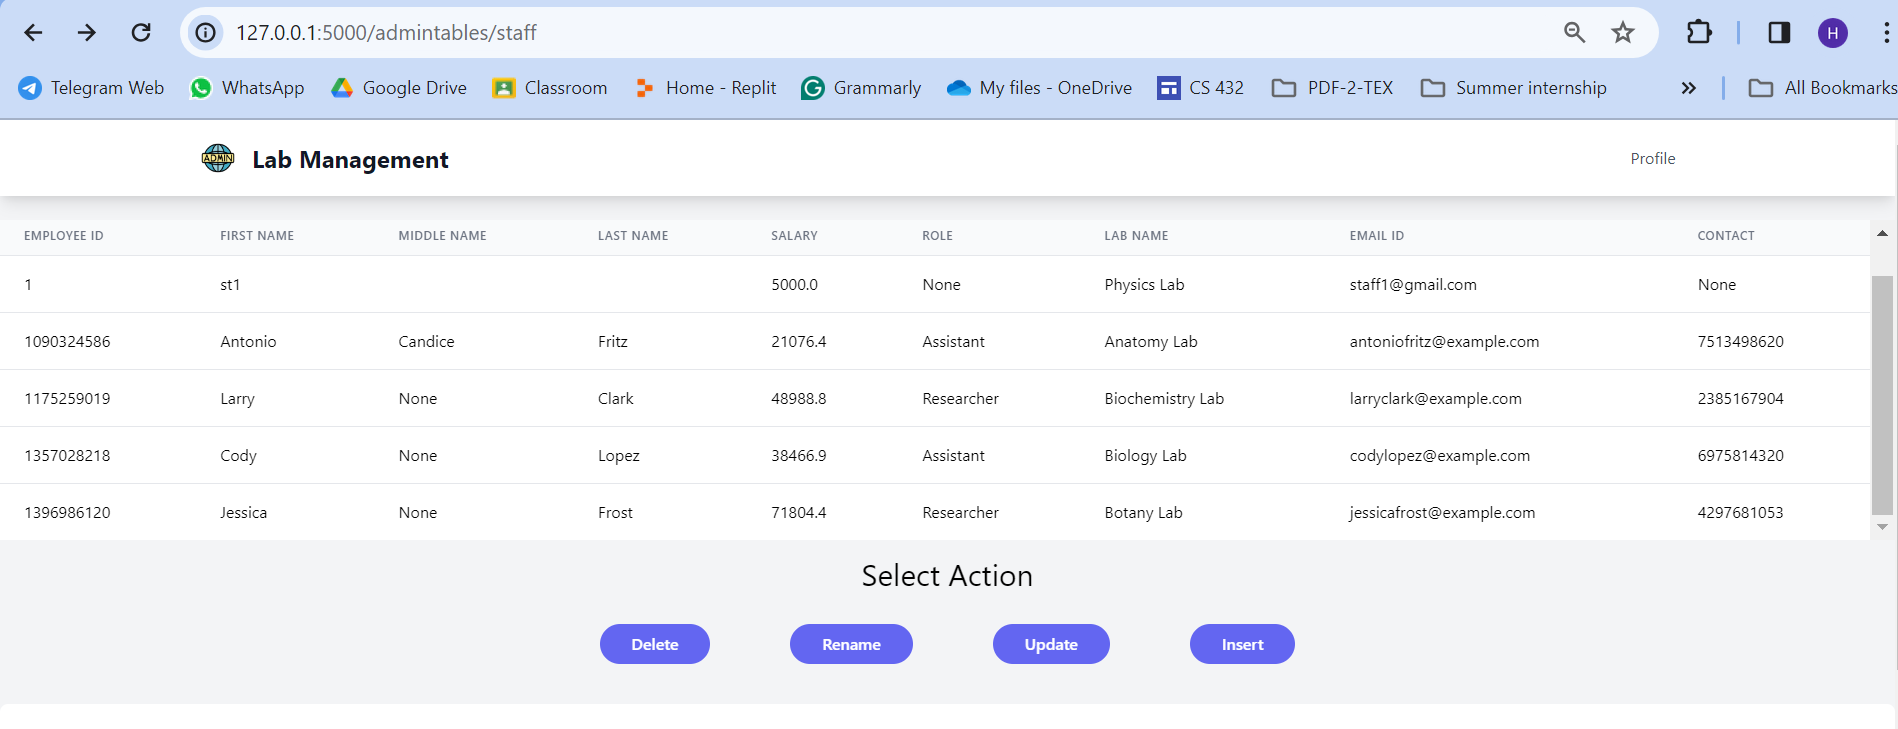 127.0.0.1:5000/admintables/staff
H
Telegram Web WhatsApp Google Drive Classroom Home - Replit Grammarly My files - OneDrive CS 432 PDF-2-TEX Summer internship » All Bookmarks
ADMIN Lab Management Profile
EMPLOYEE ID FIRST NAME MIDDLE NAME LAST NAME SALARY ROLE LAB NAME EMAIL ID CONTACT
1 st1 5000.0 None Physics Lab staff1@gmail.com None
1090324586 Antonio Candice Fritz 21076.4 Assistant Anatomy Lab antoniofritz@example.com 7513498620
1175259019 Larry None Clark 48988.8 Researcher Biochemistry Lab larryclark@example.com 2385167904
1357028218 Cody None Lopez 38466.9 Assistant Biology Lab codylopez@example.com 6975814320
1396986120 Jessica None Frost 71804.4 Researcher Botany Lab jessicafrost@example.com 4297681053
Select Action
Delete Rename Update Insert